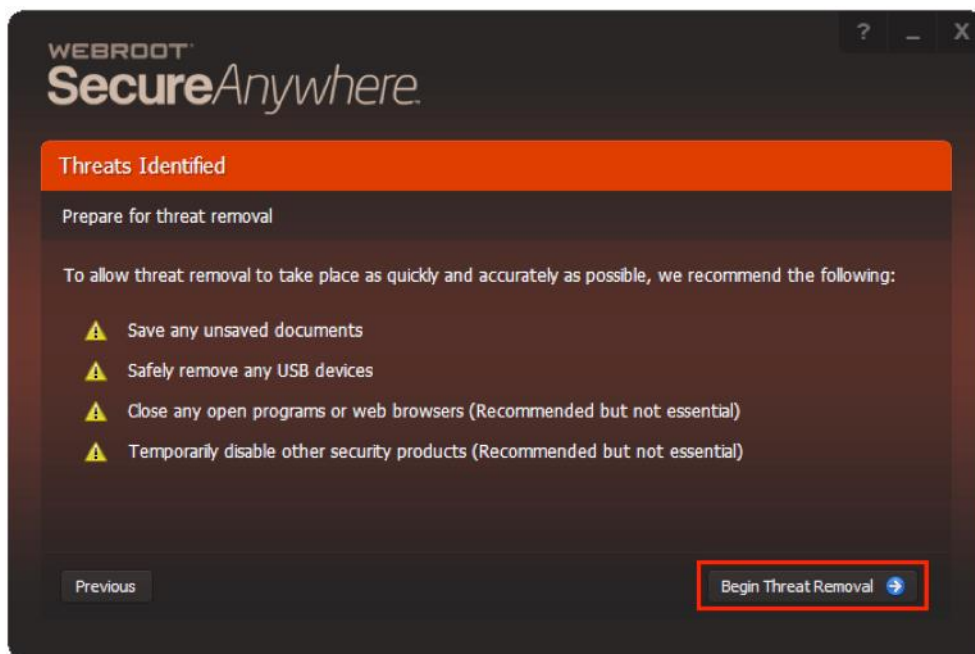 ? _ X
WEBROOT
SecureAnywhere.
Threats Identified
Prepare for threat removal
To allow threat removal to take place as quickly and accurately as possible, we recommend the following:
Save any unsaved documents
Safely remove any USB devices
Close any open programs or web browsers (Recommended but not essential)
Temporarily disable other security products (Recommended but not essential)
Previous
Begin Threat Removal